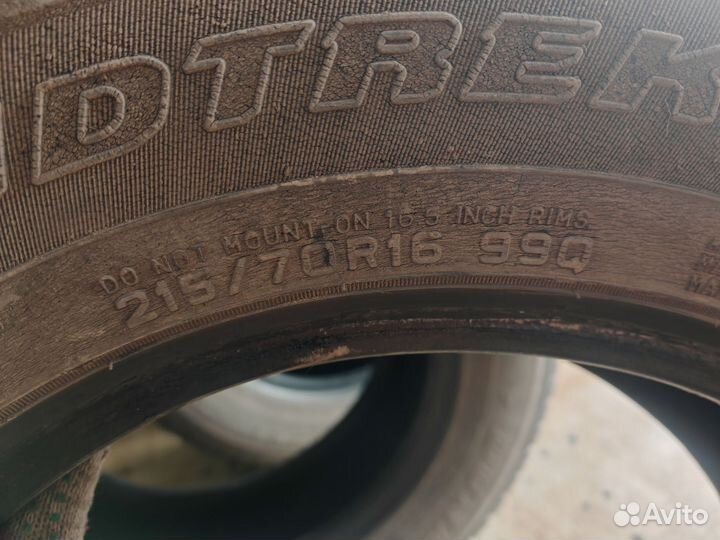 DTREK
DO NOT MOUNT ON 16.5 INCH RIMS
215/70R16 99Q
Avito